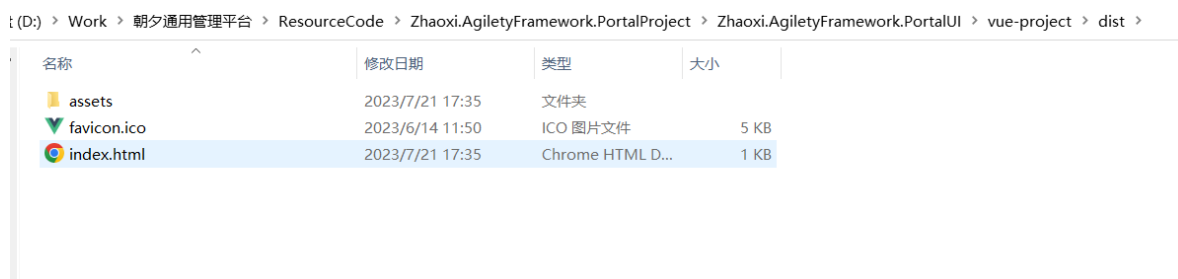 (D:) > Work > 朝夕通用管理平台 > ResourceCode > Zhaoxi.AgiletyFramework.PortalProject > Zhaoxi.AgiletyFramework.PortalUI > vue-project > dist >
名称 修改日期 类型 大小
assets 2023/7/21 17:35 文件夹
favicon.ico 2023/6/14 11:50 ICO 图片文件 5 KB
index.html 2023/7/21 17:35 Chrome HTML D... 1 KB